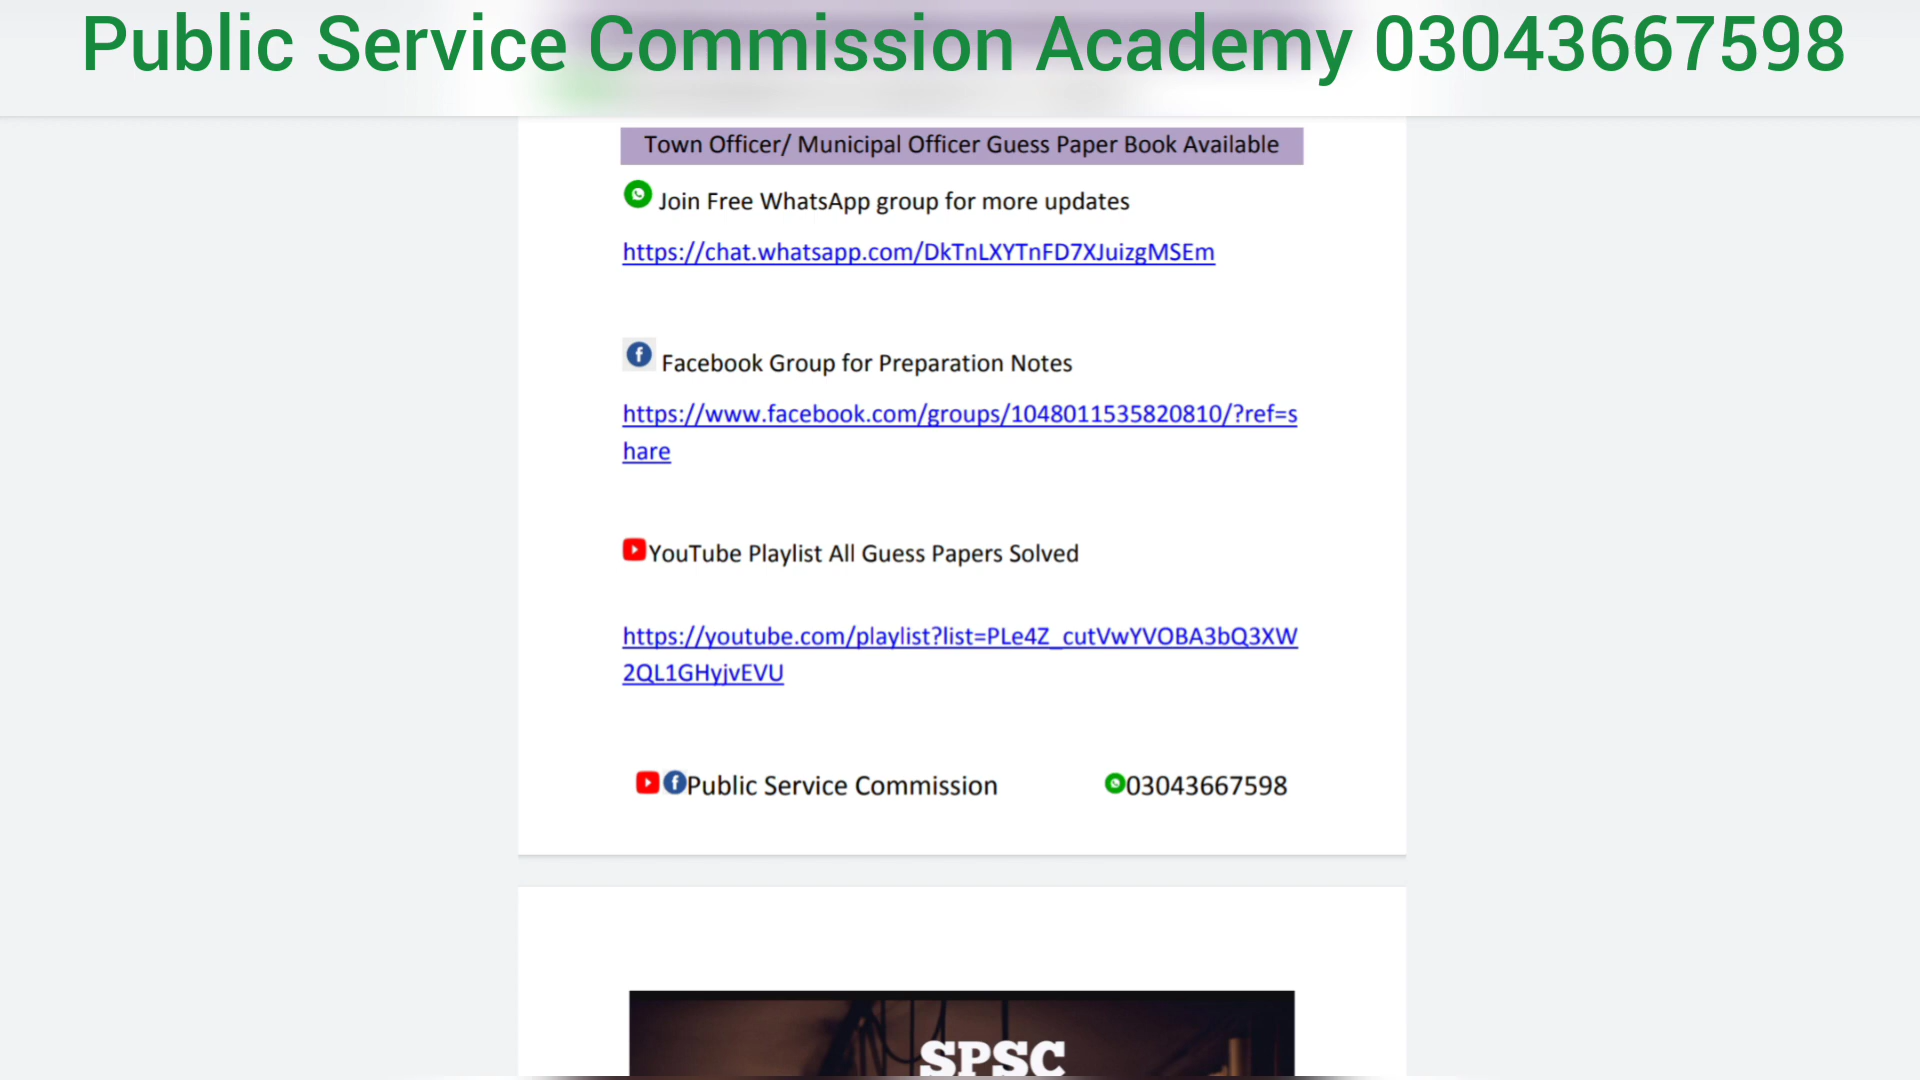 Public Service Commission Academy 03043667598
Town Officer/ Municipal Officer Guess Paper Book Available
Join Free WhatsApp group for more updates
https://chat.whatsapp.com/DkTnLXYTnFD7XJuizgMSEm
Facebook Group for Preparation Notes
https://www.facebook.com/groups/1048011535820810/?ref=s
hare
YouTube Playlist All Guess Papers Solved
https://youtube.com/playlist?list=PLe4Z_cutVwYVOBA3bQ3XW
2QL1GHyjvEVU
Public Service Commission 03043667598
SPSC